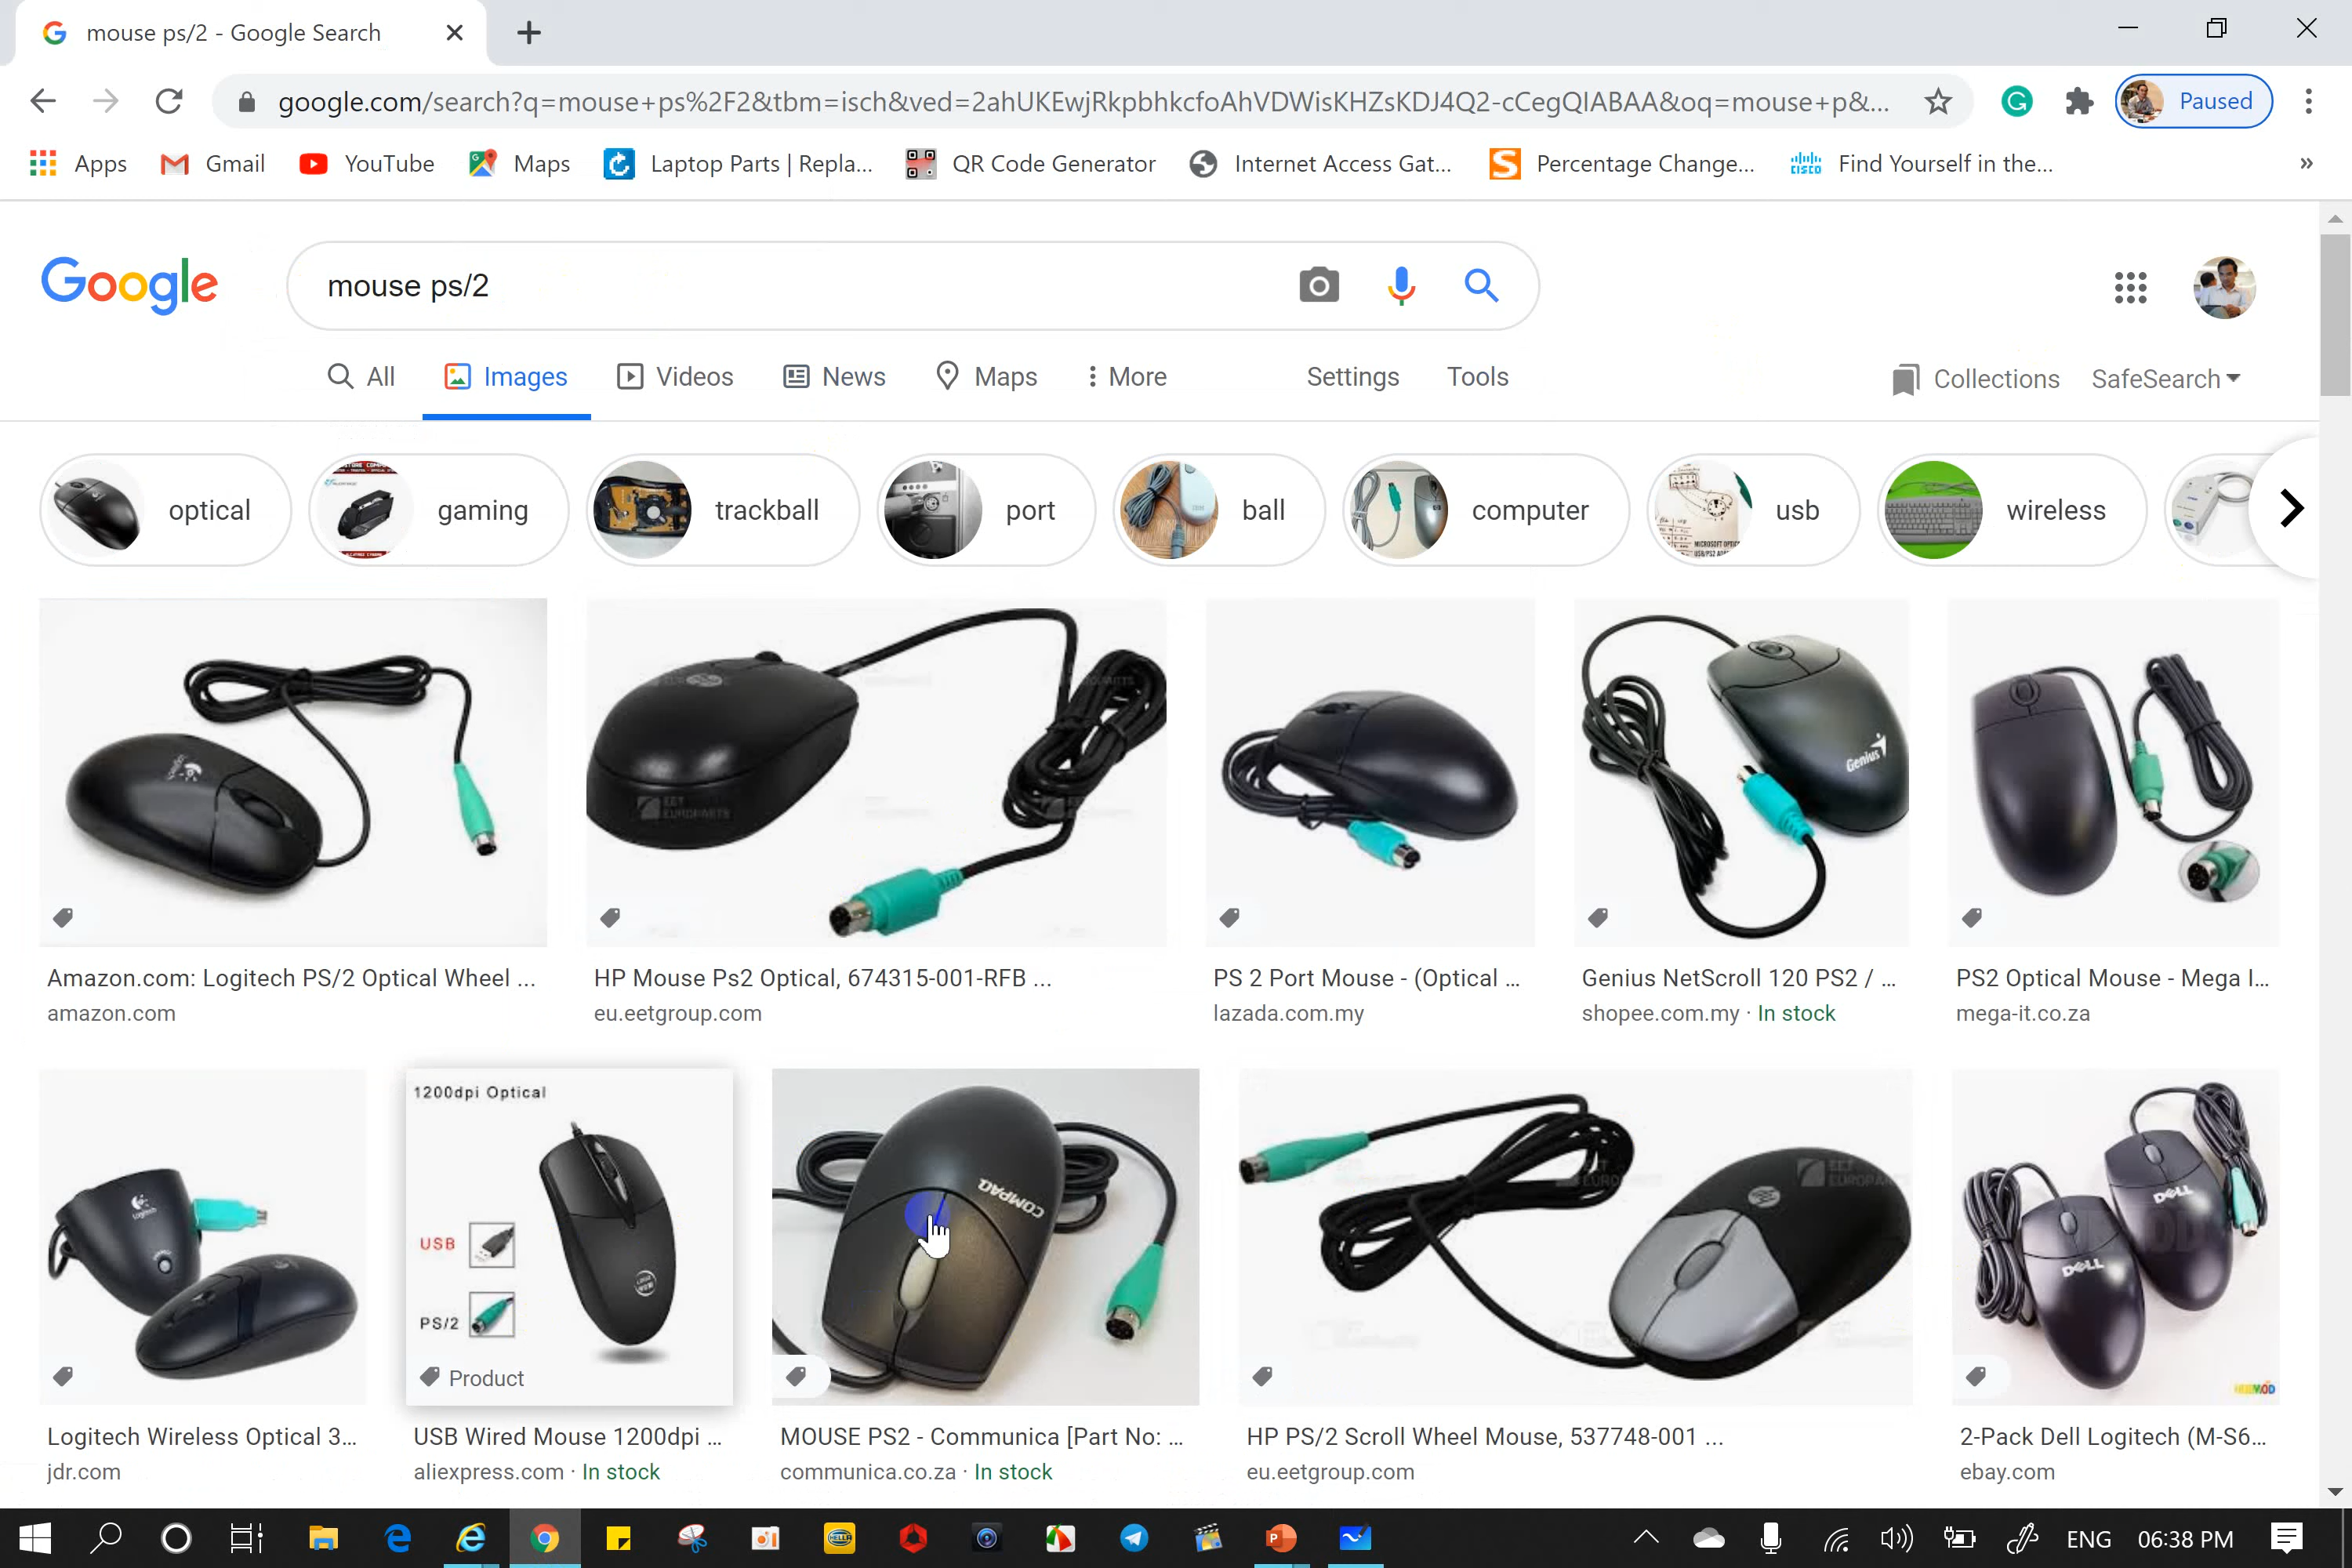 mouse ps/2 - Google Search
google.com/search?q=mouse+ps%2F2&tbm=isch&ved=2ahUKEwjRkpbhkcfoAhVDWisKHZsKDJ4Q2-cCegQIABAA&oq=mouse+p&...
Paused
Apps
Gmail
YouTube
Maps
Laptop Parts | Repla...
QR Code Generator
Internet Access Gat...
Percentage Change...
Find Yourself in the...
Google
mouse ps/2
All
Images
Videos
News
Maps
More
Settings
Tools
Collections
SafeSearch
optical
gaming
trackball
port
ball
computer
usb
wireless
Genius
EET
EUROPARTS
Amazon.com: Logitech PS/2 Optical Wheel ...
amazon.com
HP Mouse Ps2 Optical, 674315-001-RFB ...
eu.eetgroup.com
PS 2 Port Mouse - (Optical ...
lazada.com.my
Genius NetScroll 120 PS2 / ...
shopee.com.my · In stock
PS2 Optical Mouse - Mega I...
mega-it.co.za
1200dpi Optical
USB
PS/2
Product
COMPAQ
DELL
DELL
Logitech Wireless Optical 3...
jdr.com
USB Wired Mouse 1200dpi ...
aliexpress.com · In stock
MOUSE PS2 - Communica [Part No: ...
communica.co.za · In stock
HP PS/2 Scroll Wheel Mouse, 537748-001 ...
eu.eetgroup.com
2-Pack Dell Logitech (M-S6...
ebay.com
ENG
06:38 PM